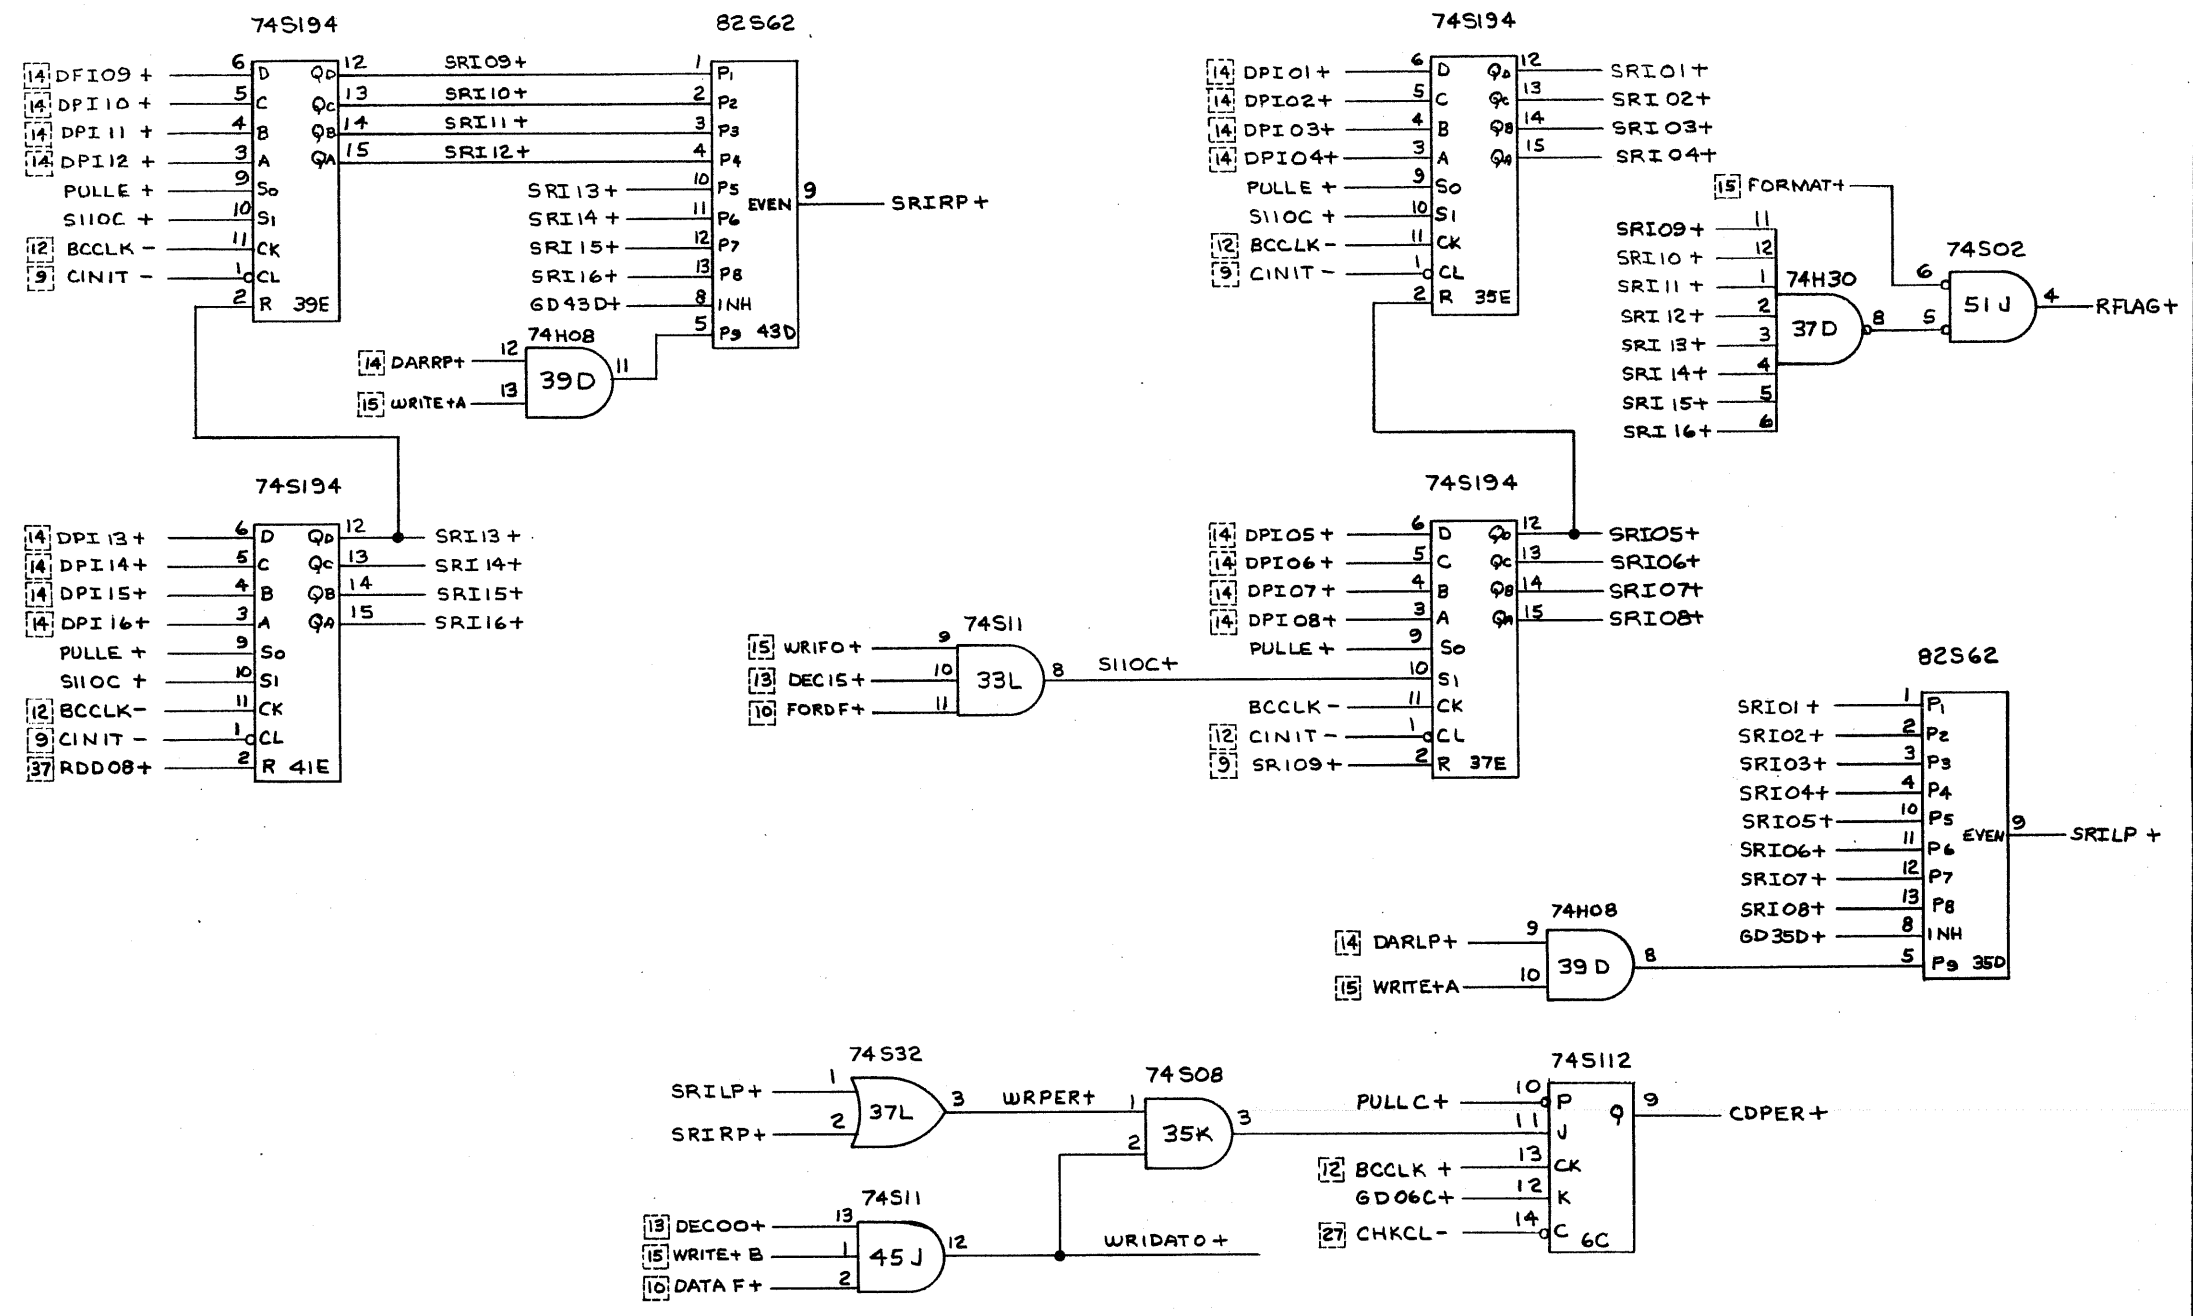 74S194
6 D QD 12
14 DFI09 +
5 C QC 13
14 DPI10 +
4 B QB 14
14 DPI11 +
3 A QA 15
14 DPI12 +
9 S0
PULLE +
10 S1
S110C +
11 CK
12 BCCLK -
1 CL
9 CINIT -
2 R 39E
SRI09+
SRI10+
SRI11+
SRI12+
82S62
1 P1
2 P2
3 P3
4 P4
SRI13+ 10 P5
SRI14+ 11 P6
SRI15+ 12 P7
SRI16+ 13 P8
GD43D+ 8 INH
5 P9 43D
EVEN 9 SRIRP+
74H08
14 DARRP+ 12
15 WRITE+A 13
39D 11
74S194
14 DPI13+ 6 D QD 12 SRI13+
14 DPI14+ 5 C QC 13 SRI14+
14 DPI15+ 4 B QB 14 SRI15+
14 DPI16+ 3 A QA 15 SRI16+
PULLE + 9 S0
S110C + 10 S1
12 BCCLK- 11 CK
9 CINIT - 1 CL
37 RDD08+ 2 R 41E
74S194
14 DPI01+ 6 D QD 12 SRI01+
14 DPI02+ 5 C QC 13 SRI02+
14 DPI03+ 4 B QB 14 SRI03+
14 DPI04+ 3 A QA 15 SRI04+
PULLE + 9 S0
S110C + 10 S1
12 BCCLK- 11 CK
9 CINIT - 1 CL
2 R 35E
15 FORMAT+
SRI09+ 11
SRI10+ 12
SRI11+ 1
SRI12+ 2
SRI13+ 3
SRI14+ 4
SRI15+ 5
SRI16+ 6
74H30
37D 8
74S02
6
5
51J 4 RFLAG+
74S194
14 DPI05+ 6 D QD 12 SRI05+
14 DPI06+ 5 C QC 13 SRI06+
14 DPI07+ 4 B QB 14 SRI07+
14 DPI08+ 3 A QA 15 SRI08+
PULLE + 9 S0
10 S1
BCCLK - 11 CK
12 CINIT - 1 CL
9 SRI09+ 2 R 37E
74S11
15 WRIFO+ 9
13 DEC15+ 10
10 FORDF+ 11
33L 8 S110C+
82S62
SRI01+ 1 P1
SRI02+ 2 P2
SRI03+ 3 P3
SRI04+ 4 P4
SRI05+ 10 P5
SRI06+ 11 P6
SRI07+ 12 P7
SRI08+ 13 P8
GD35D+ 8 INH
5 P9 35D
EVEN 9 SRILP +
74H08
14 DARLP+ 9
15 WRITE+A 10
39D 8
74S32
SRILP+ 1
SRIRP+ 2
37L 3 WRPER+
74S08
1
2
35K 3
74S11
13 DEC00+ 13
15 WRITE+B 1
10 DATAF+ 2
45J 12 WRIDATO+
74S112
PULLC+ 10 P
11 J
12 BCCLK + 13 CK
GD06C+ 12 K
27 CHKCL- 14 C
6C
Q 9 CDPER+